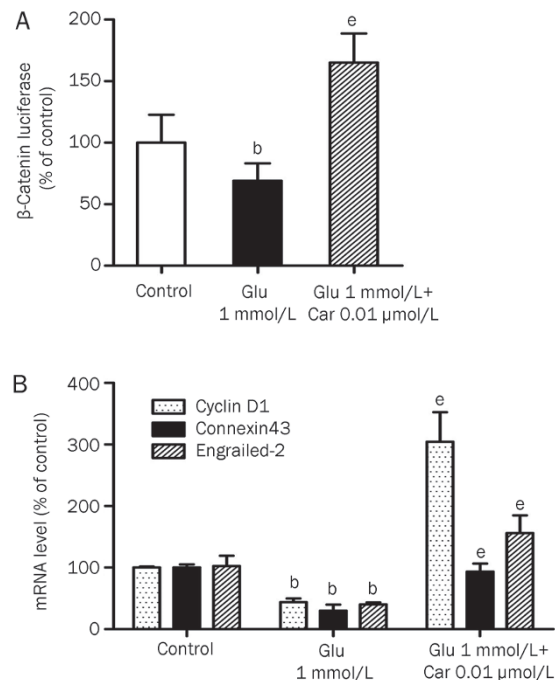 A
β-Catenin luciferase
(% of control)
200
150
100
50
0
b
e
Control
Glu
1 mmol/L
Glu 1 mmol/L+
Car 0.01 μmol/L
B
mRNA level (% of control)
400
300
200
100
0
Cyclin D1
Connexin43
Engrailed-2
b b b
e
e
e
Control
Glu
1 mmol/L
Glu 1 mmol/L+
Car 0.01 μmol/L